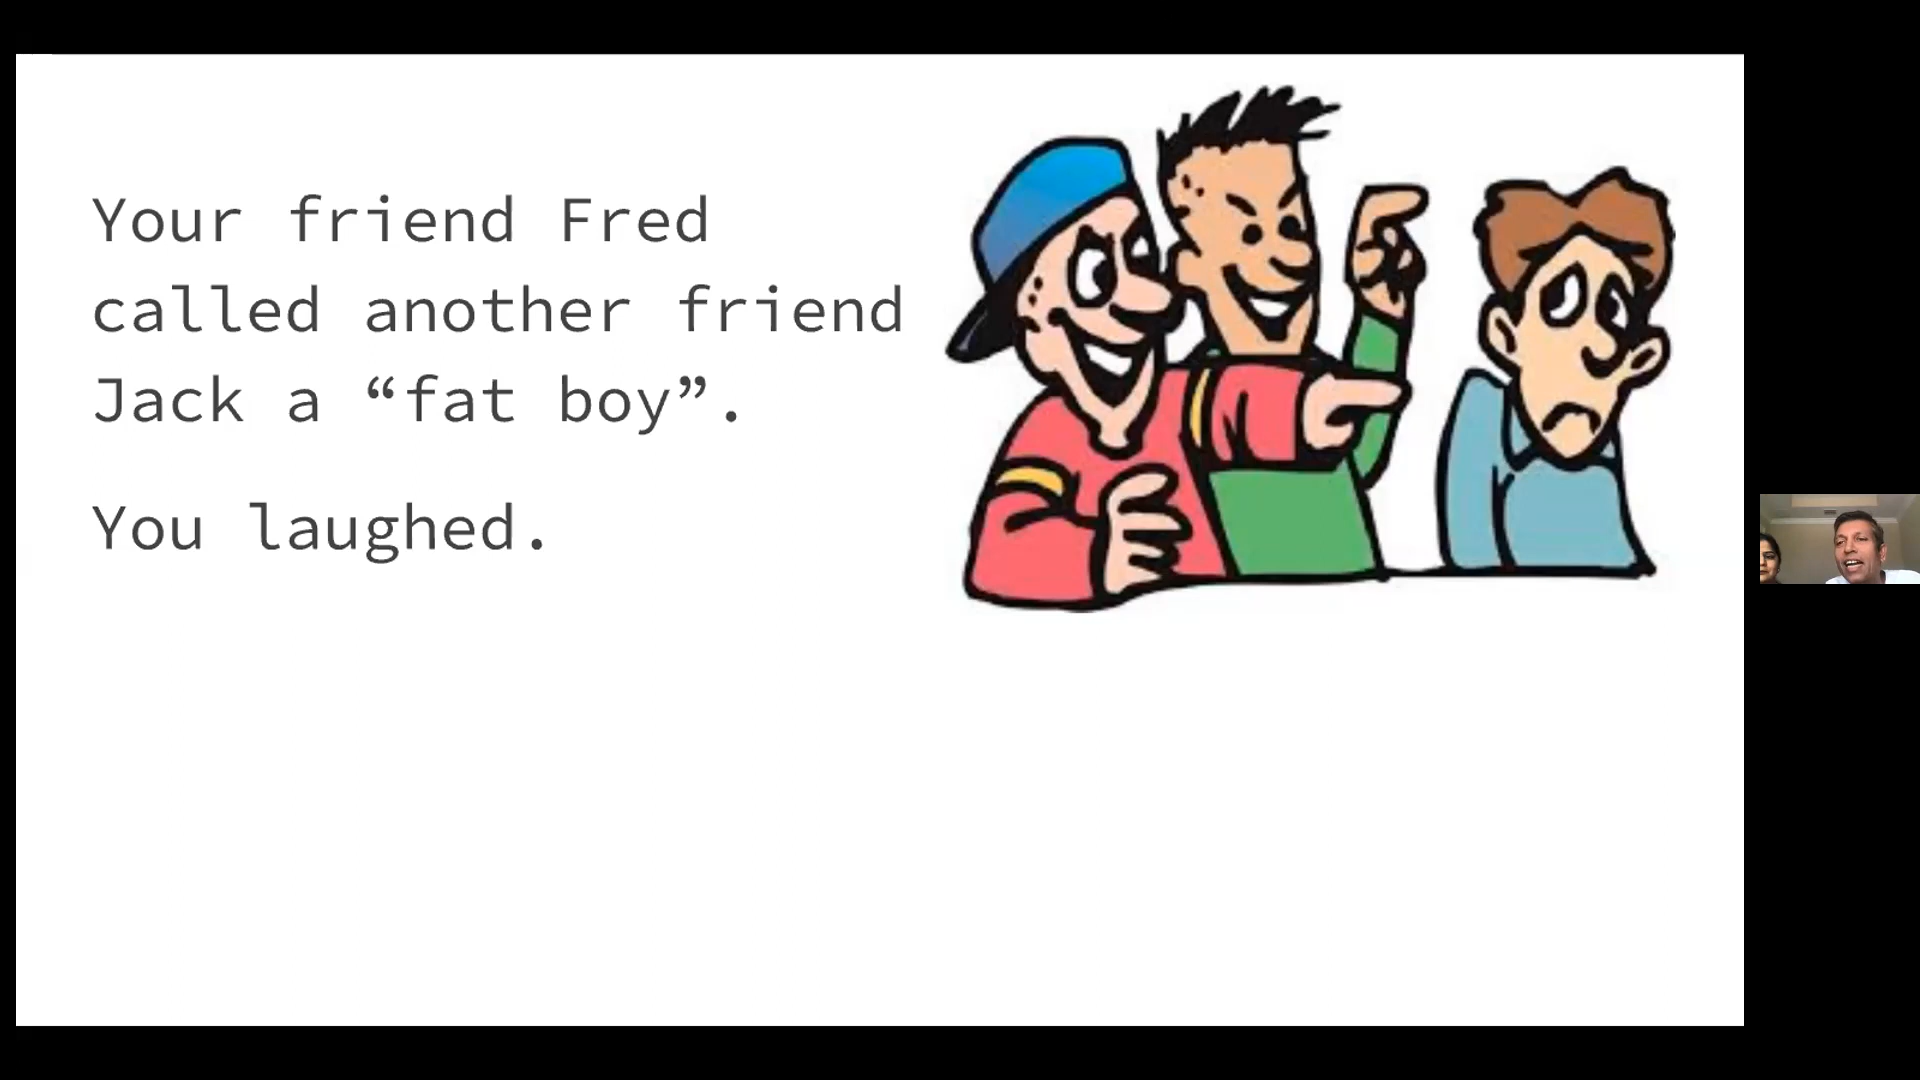 Your friend Fred
called another friend
Jack a “fat boy”.
You laughed.